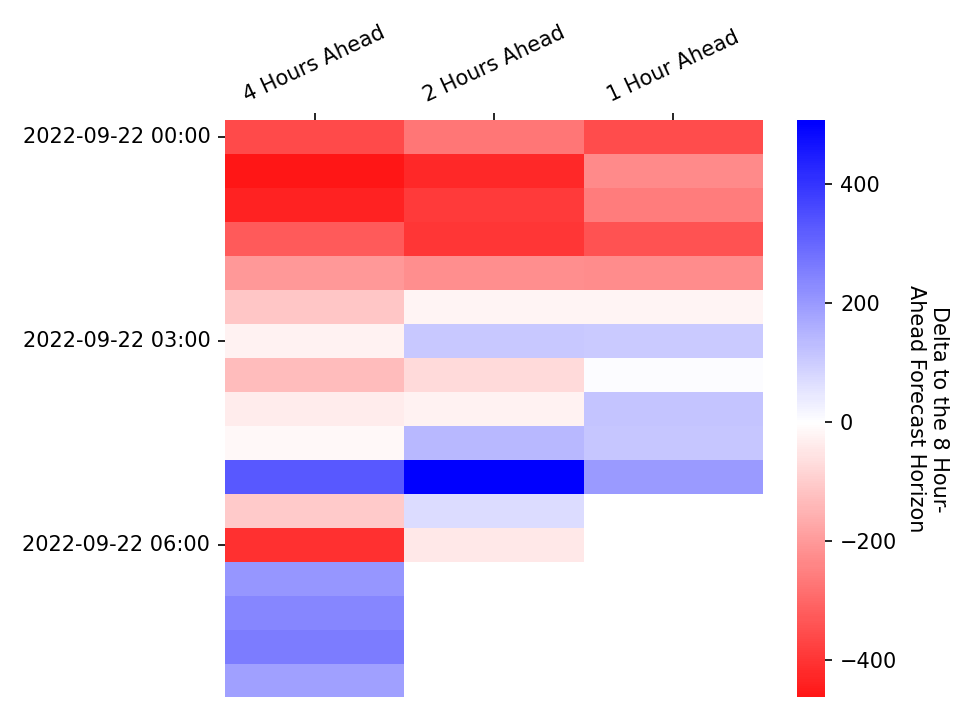 4 Hours Ahead
2 Hours Ahead
1 Hour Ahead
2022-09-22 00:00
2022-09-22 03:00
2022-09-22 06:00
400
200
0
−200
−400
Delta to the 8 Hour-
Ahead Forecast Horizon